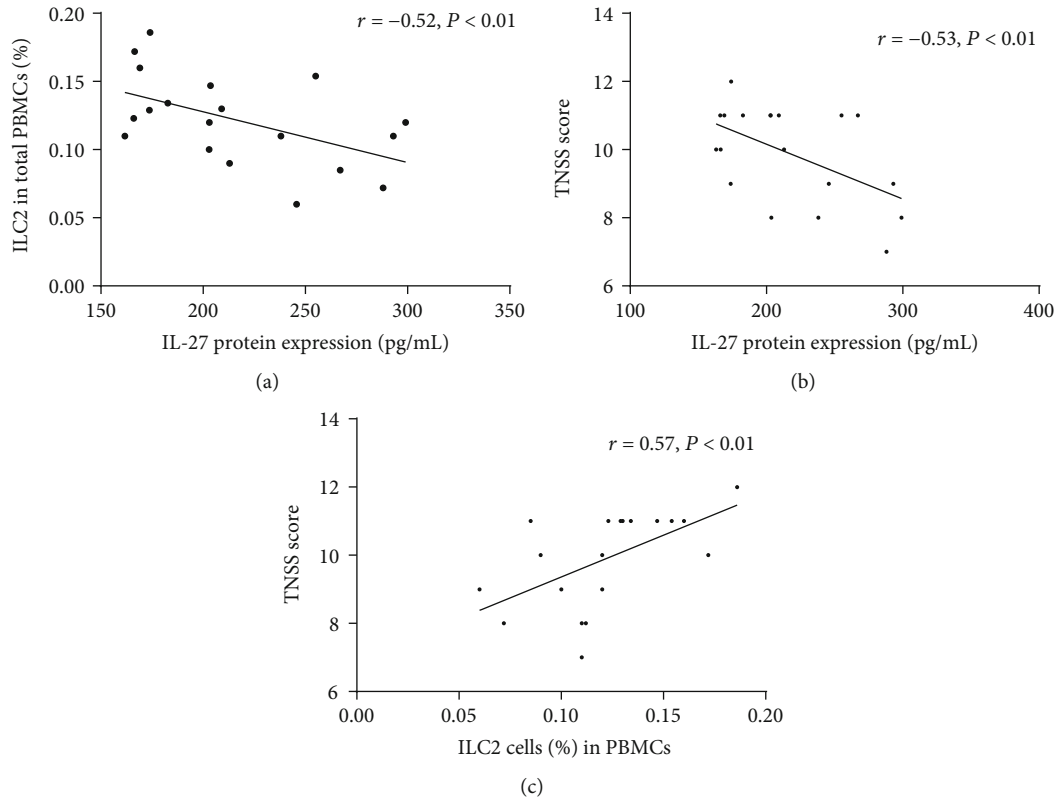 r = −0.52, P < 0.01
ILC2 in total PBMCs (%)
0.20
0.15
0.10
0.05
0.00
150
200
250
300
350
IL-27 protein expression (pg/mL)
(a)
r = −0.53, P < 0.01
TNSS score
14
12
10
8
6
100
200
300
400
IL-27 protein expression (pg/mL)
(b)
r = 0.57, P < 0.01
TNSS score
14
12
10
8
6
0.00
0.05
0.10
0.15
0.20
ILC2 cells (%) in PBMCs
(c)